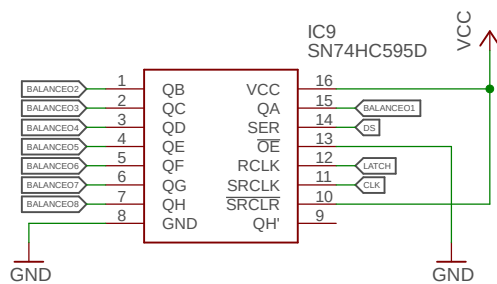 IC9
SN74HC595D
VCC
BALANCEO2 1 QB VCC 16
BALANCEO3 2 QC QA 15 BALANCEO1
BALANCEO4 3 QD SER 14 DS
BALANCEO5 4 QE OE 13
BALANCEO6 5 QF RCLK 12 LATCH
BALANCEO7 6 QG SRCLK 11 CLK
BALANCEO8 7 QH SRCLR 10
8 GND QH' 9
GND
GND